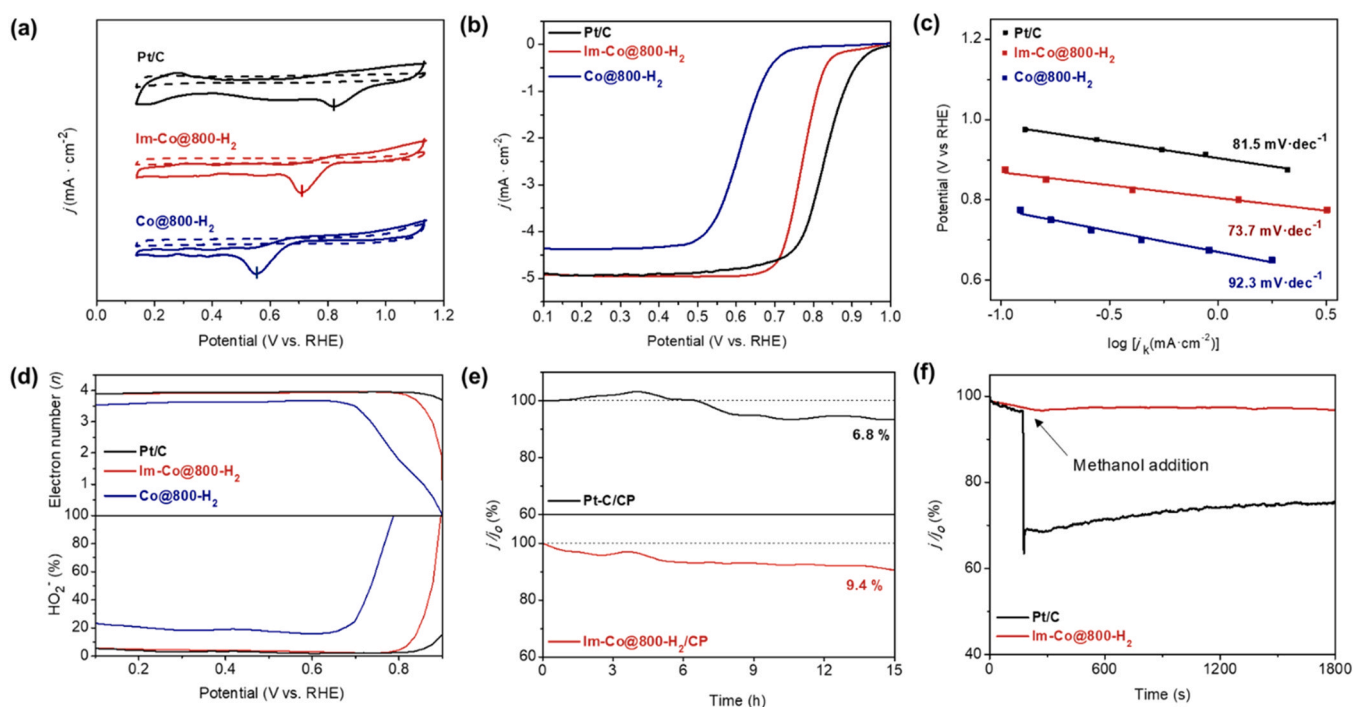 (a)
Pt/C
Im-Co@800-H₂
Co@800-H₂
j (mA · cm⁻²)
0.0 0.2 0.4 0.6 0.8 1.0 1.2
Potential (V vs. RHE)
(b)
Pt/C
Im-Co@800-H₂
Co@800-H₂
0
-1
-2
-3
-4
-5
j (mA · cm⁻²)
0.1 0.2 0.3 0.4 0.5 0.6 0.7 0.8 0.9 1.0
Potential (V vs. RHE)
(c)
Pt/C
Im-Co@800-H₂
Co@800-H₂
1.2
1.0
0.8
0.6
Potential (V vs RHE)
81.5 mV·dec⁻¹
73.7 mV·dec⁻¹
92.3 mV·dec⁻¹
-1.0 -0.5 0.0 0.5
log [jₖ(mA·cm⁻²)]
(d)
4
3
2
1
Electron number (n)
Pt/C
Im-Co@800-H₂
Co@800-H₂
100
80
60
40
20
0
HO₂⁻ (%)
0.2 0.4 0.6 0.8
Potential (V vs. RHE)
(e)
100
80
60
j/jₒ (%)
6.8 %
Pt-C/CP
100
80
60
9.4 %
Im-Co@800-H₂/CP
0 3 6 9 12 15
Time (h)
(f)
100
80
60
40
j/jₒ (%)
Methanol addition
Pt/C
Im-Co@800-H₂
0 600 1200 1800
Time (s)